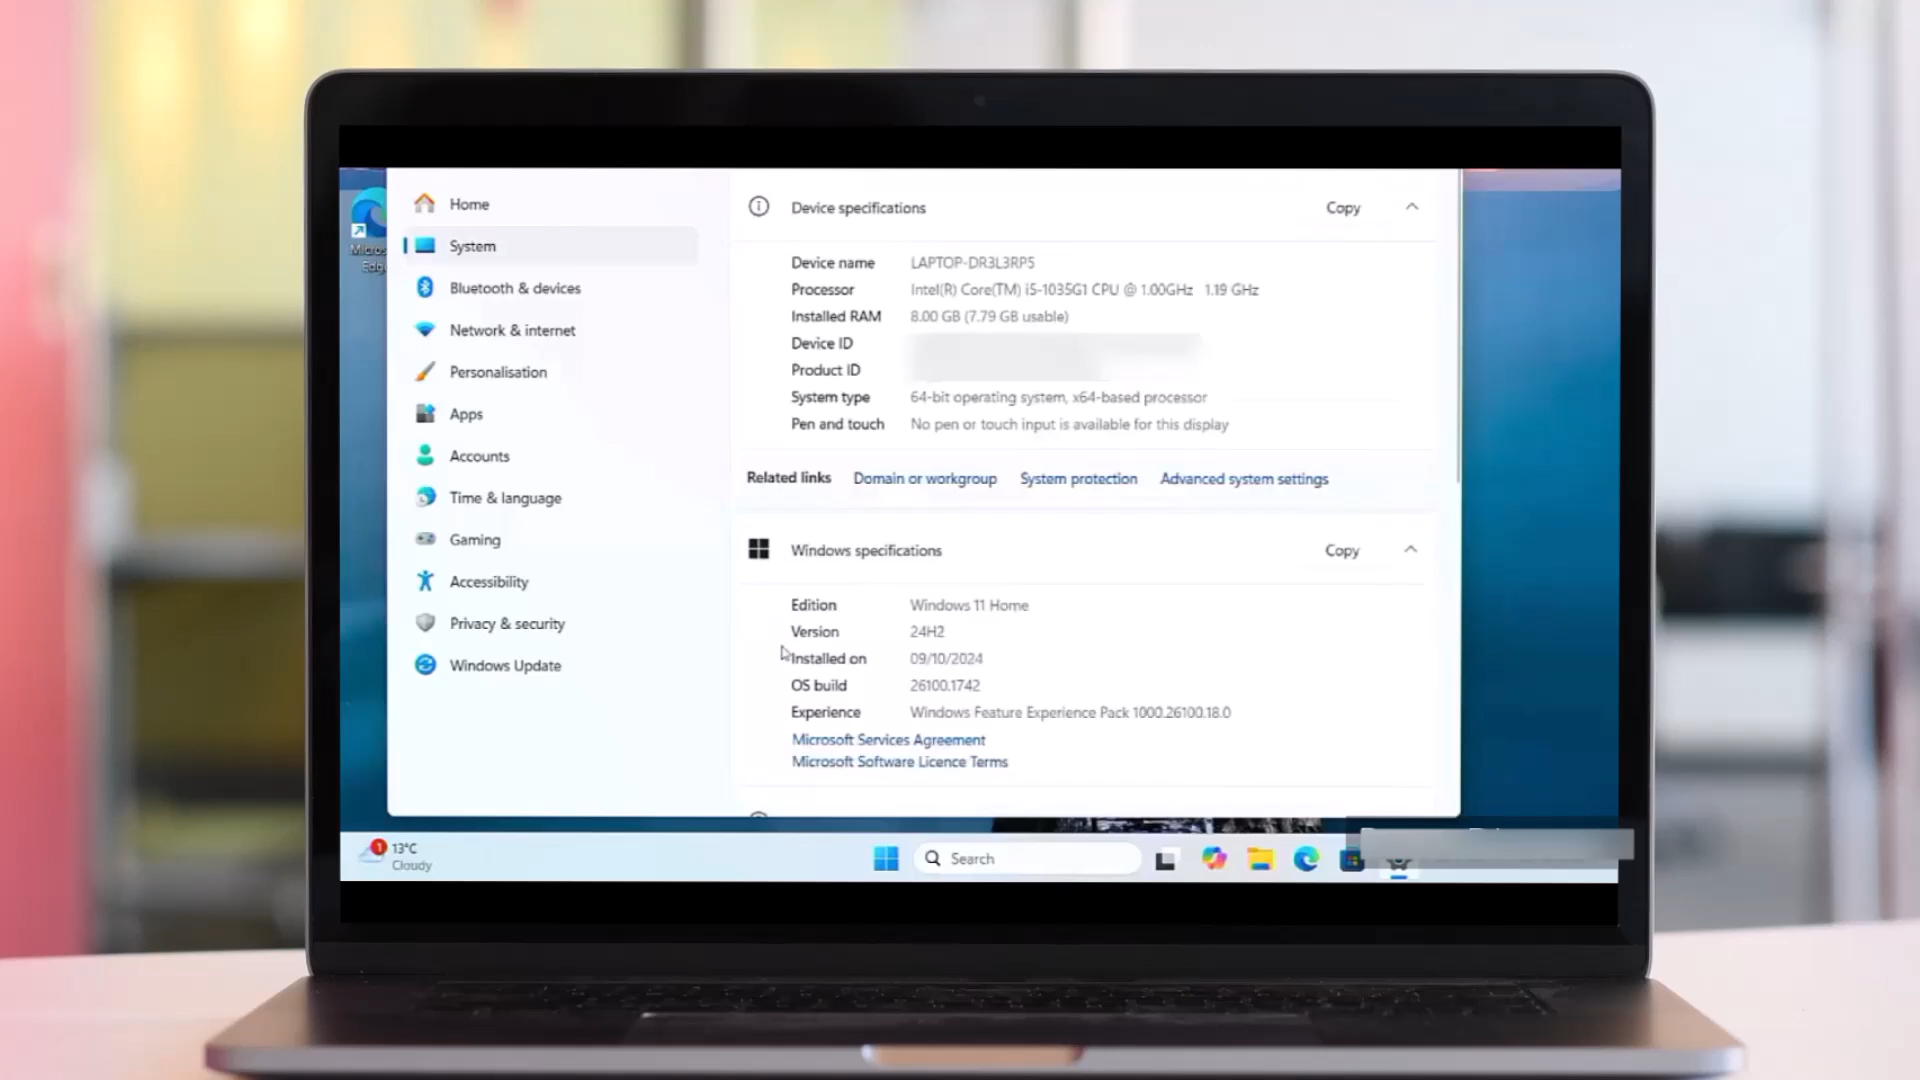 Home
System
Bluetooth & devices
Network & internet
Personalisation
Apps
Accounts
Time & language
Gaming
Accessibility
Privacy & security
Windows Update
Device specifications Copy
Device name LAPTOP-DR3L3RP5
Processor Intel(R) Core(TM) i5-1035G1 CPU @ 1.00GHz 1.19 GHz
Installed RAM 8.00 GB (7.79 GB usable)
Device ID
Product ID
System type 64-bit operating system, x64-based processor
Pen and touch No pen or touch input is available for this display
Related links Domain or workgroup System protection Advanced system settings
Windows specifications Copy
Edition Windows 11 Home
Version 24H2
Installed on 09/10/2024
OS build 26100.1742
Experience Windows Feature Experience Pack 1000.26100.18.0
Microsoft Services Agreement
Microsoft Software Licence Terms
1 13°C
Cloudy
Search